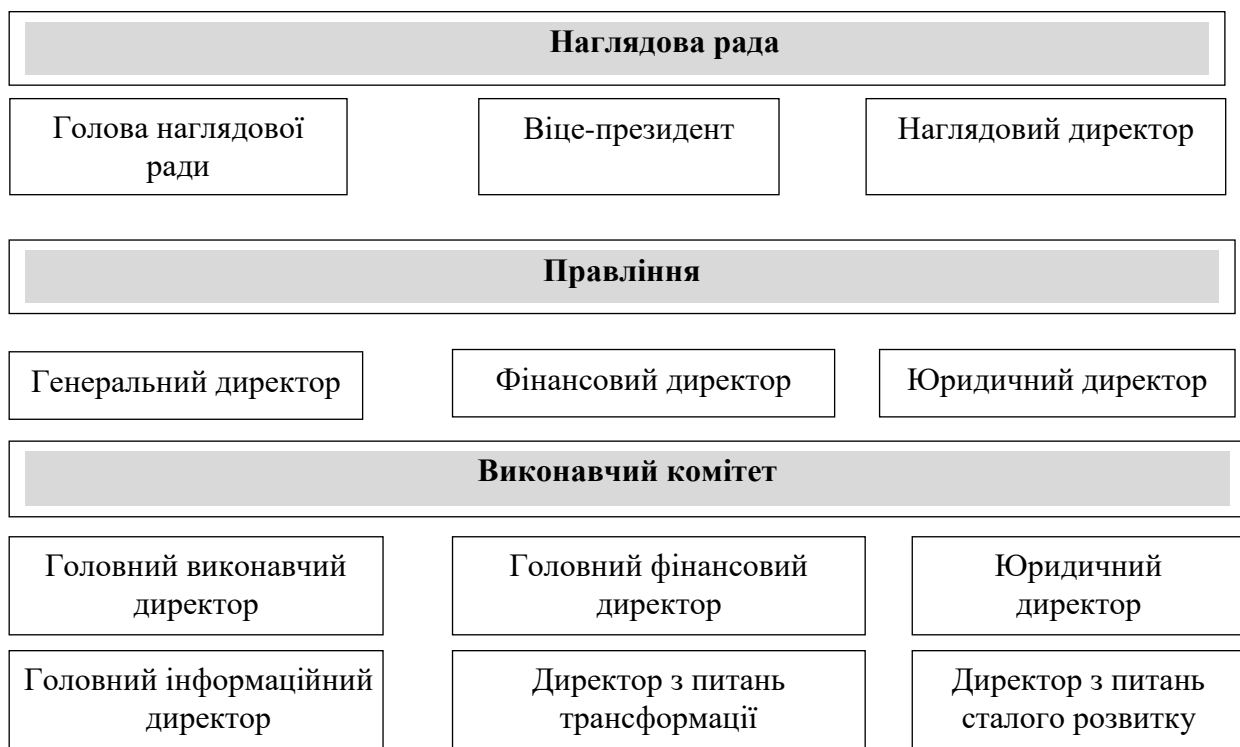 Наглядова рада
Голова наглядової
ради
Віце-президент
Наглядовий директор
Правління
Генеральний директор
Фінансовий директор
Юридичний директор
Виконавчий комітет
Головний виконавчий
директор
Головний фінансовий
директор
Юридичний
директор
Головний інформаційний
директор
Директор з питань
трансформації
Директор з питань
сталого розвитку